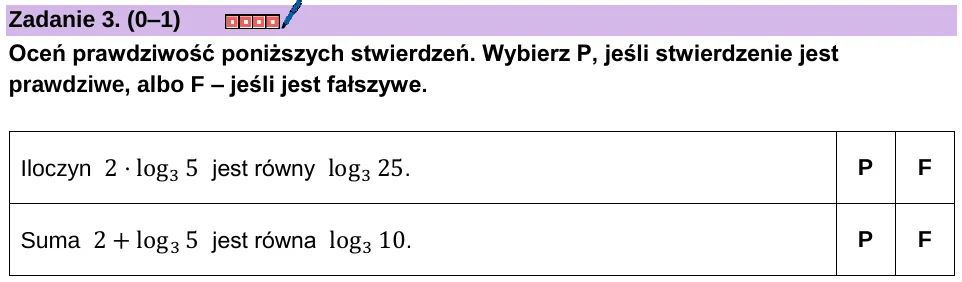 Zadanie 3. (0–1)
Oceń prawdziwość poniższych stwierdzeń. Wybierz P, jeśli stwierdzenie jest
prawdziwe, albo F – jeśli jest fałszywe.
Iloczyn 2 · log₃ 5 jest równy log₃ 25. P F
Suma 2 + log₃ 5 jest równa log₃ 10. P F